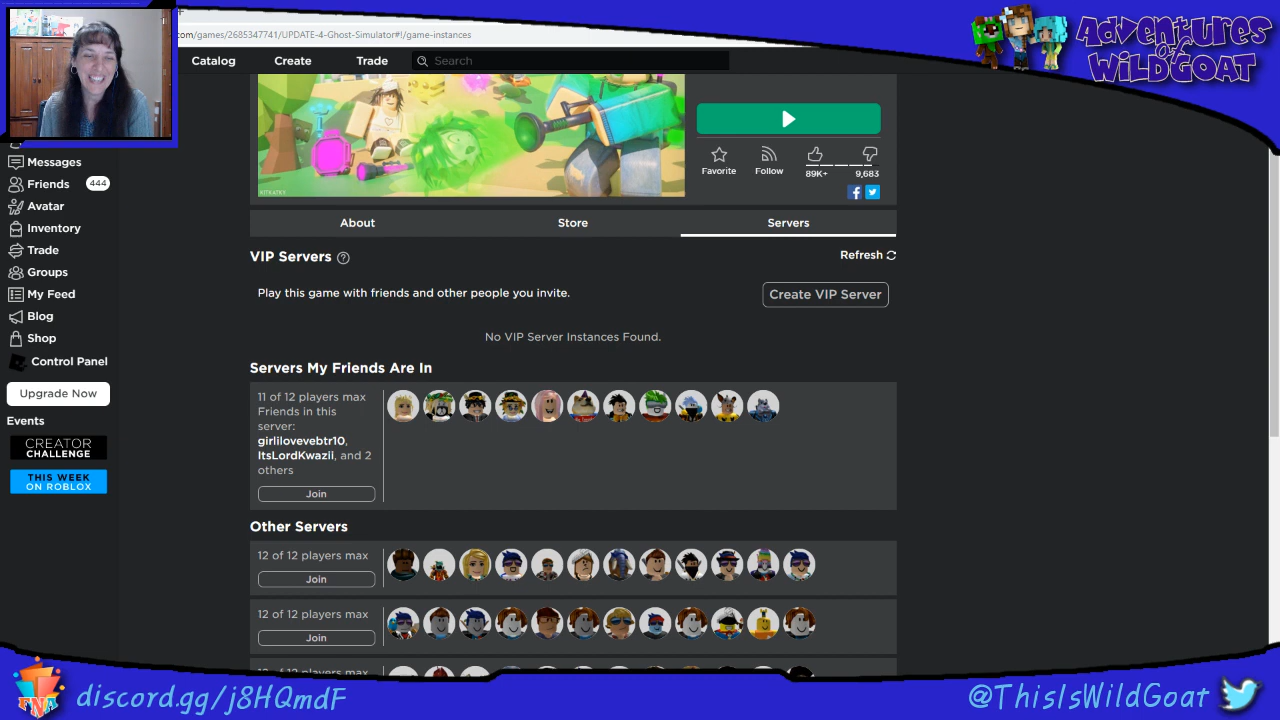 com/games/2685347741/UPDATE-4-Ghost-Simulator#!/game-instances
Adventures
of
WildGoat
Catalog
Create
Trade
Search
Messages
Friends 444
Avatar
Inventory
Trade
Groups
My Feed
Blog
Shop
Control Panel
Upgrade Now
Events
CREATOR
CHALLENGE
THIS WEEK
ON ROBLOX
Favorite
Follow
89K+
9,683
About
Store
Servers
VIP Servers
Refresh
Play this game with friends and other people you invite.
Create VIP Server
No VIP Server Instances Found.
Servers My Friends Are In
11 of 12 players max
Friends in this
server:
girlilovevebtr10,
ItsLordKwazii, and 2
others
Join
Other Servers
12 of 12 players max
Join
12 of 12 players max
Join
FNA
discord.gg/j8HQmdF
@ThisIsWildGoat